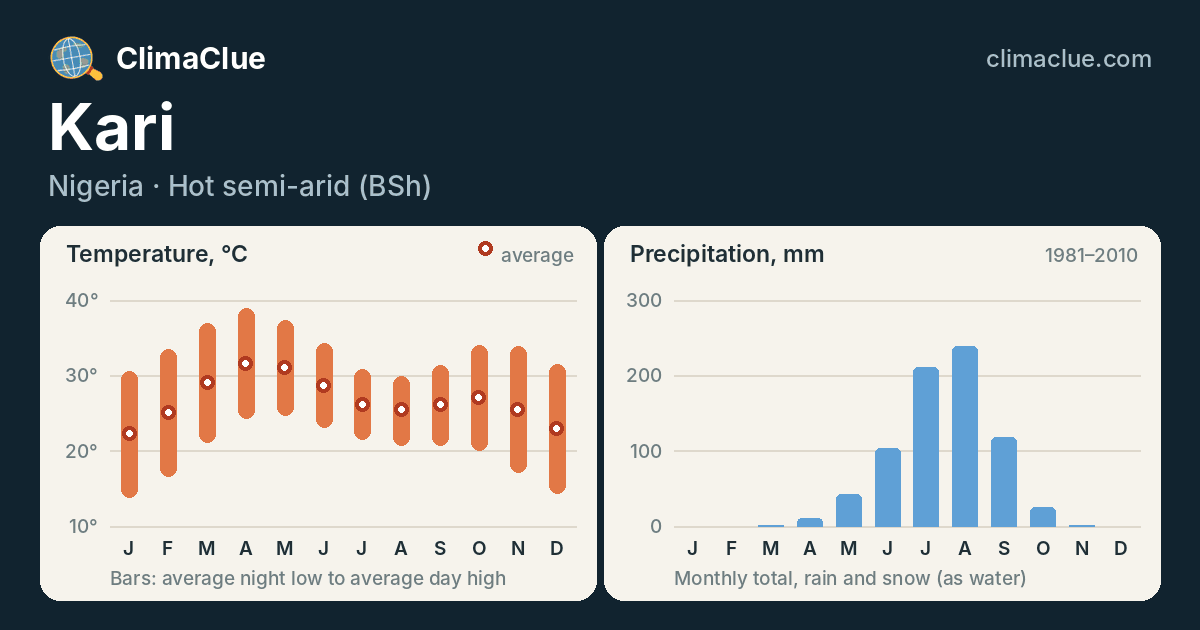 ClimaClue
climaclue.com
Kari
Nigeria · Hot semi-arid (BSh)
Temperature, °C
average
40°
30°
20°
10°
J F M A M J J A S O N D
Bars: average night low to average day high
Precipitation, mm
1981–2010
300
200
100
0
J F M A M J J A S O N D
Monthly total, rain and snow (as water)